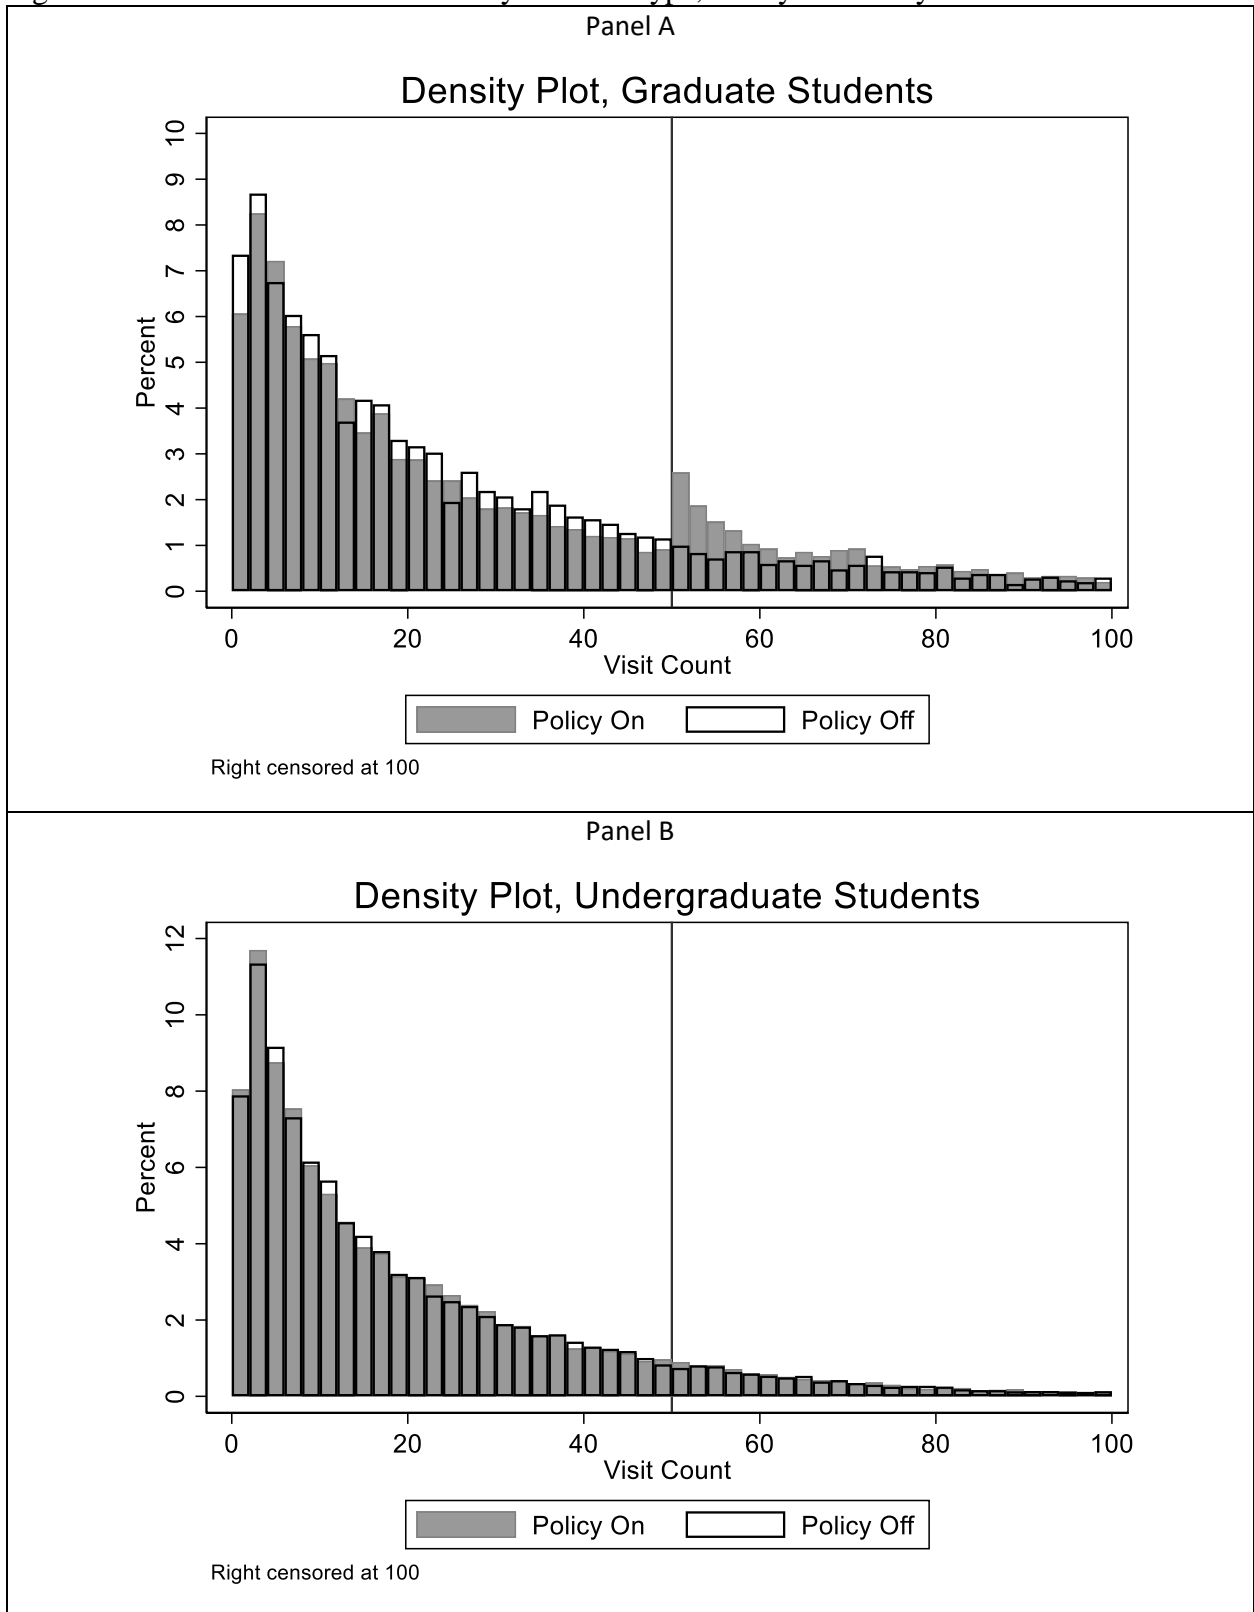 Panel A
Density Plot, Graduate Students
10
9
8
7
6
5
4
3
2
1
0
Percent
0 20 40 60 80 100
Visit Count
Policy On Policy Off
Right censored at 100
Panel B
Density Plot, Undergraduate Students
12
10
8
6
4
2
0
Percent
0 20 40 60 80 100
Visit Count
Policy On Policy Off
Right censored at 100